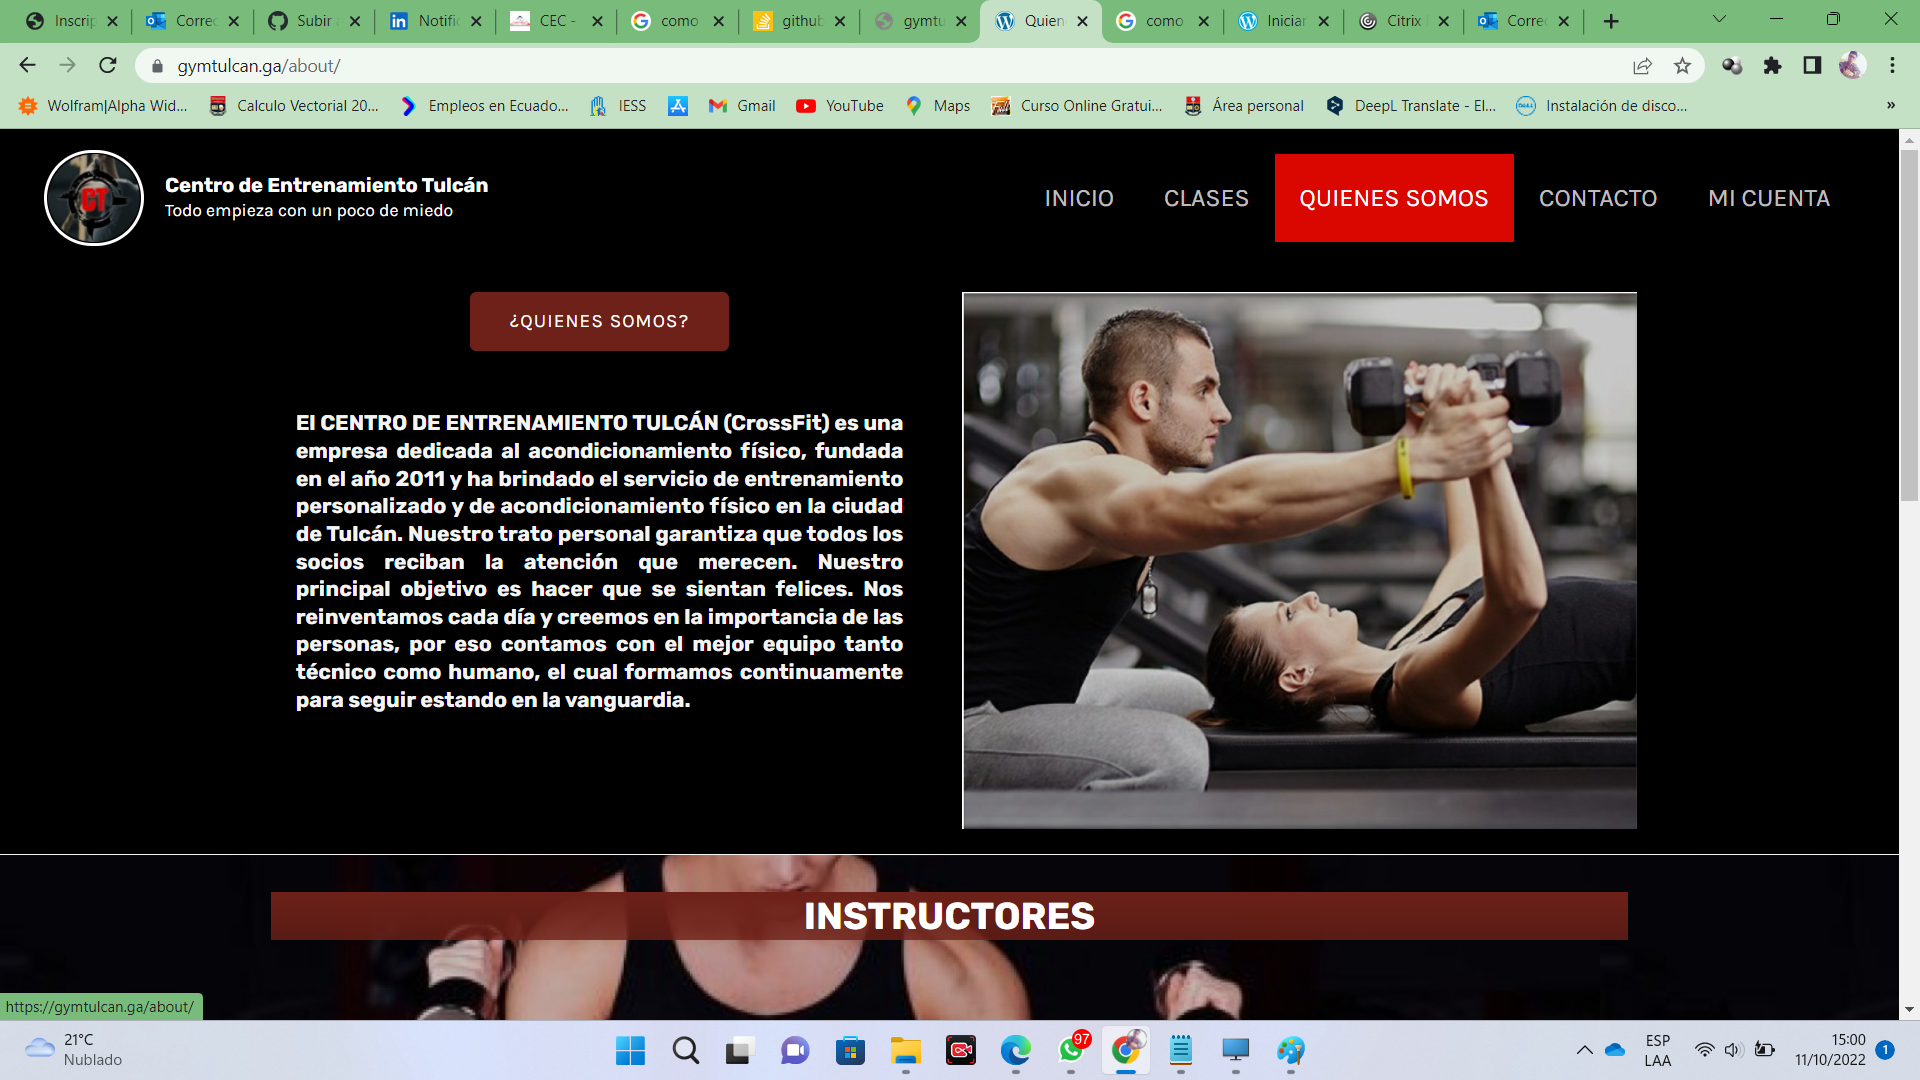 Inscrip
Correo
Subir
Notific
CEC -
como
github
gymtu
Quien
como
Iniciar
Citrix
Correo
gymtulcan.ga/about/
Wolfram|Alpha Wid...
Calculo Vectorial 20...
Empleos en Ecuado...
IESS
Gmail
YouTube
Maps
Curso Online Gratui...
Área personal
DeepL Translate - El...
Instalación de disco...
»
CT
Centro de Entrenamiento Tulcán
Todo empieza con un poco de miedo
INICIO
CLASES
QUIENES SOMOS
CONTACTO
MI CUENTA
¿QUIENES SOMOS?
El CENTRO DE ENTRENAMIENTO TULCÁN (CrossFit) es una
empresa dedicada al acondicionamiento físico, fundada
en el año 2011 y ha brindado el servicio de entrenamiento
personalizado y de acondicionamiento físico en la ciudad
de Tulcán. Nuestro trato personal garantiza que todos los
socios reciban la atención que merecen. Nuestro
principal objetivo es hacer que se sientan felices. Nos
reinventamos cada día y creemos en la importancia de las
personas, por eso contamos con el mejor equipo tanto
técnico como humano, el cual formamos continuamente
para seguir estando en la vanguardia.
INSTRUCTORES
https://gymtulcan.ga/about/
21°C
Nublado
97
ESP
LAA
15:00
11/10/2022
1